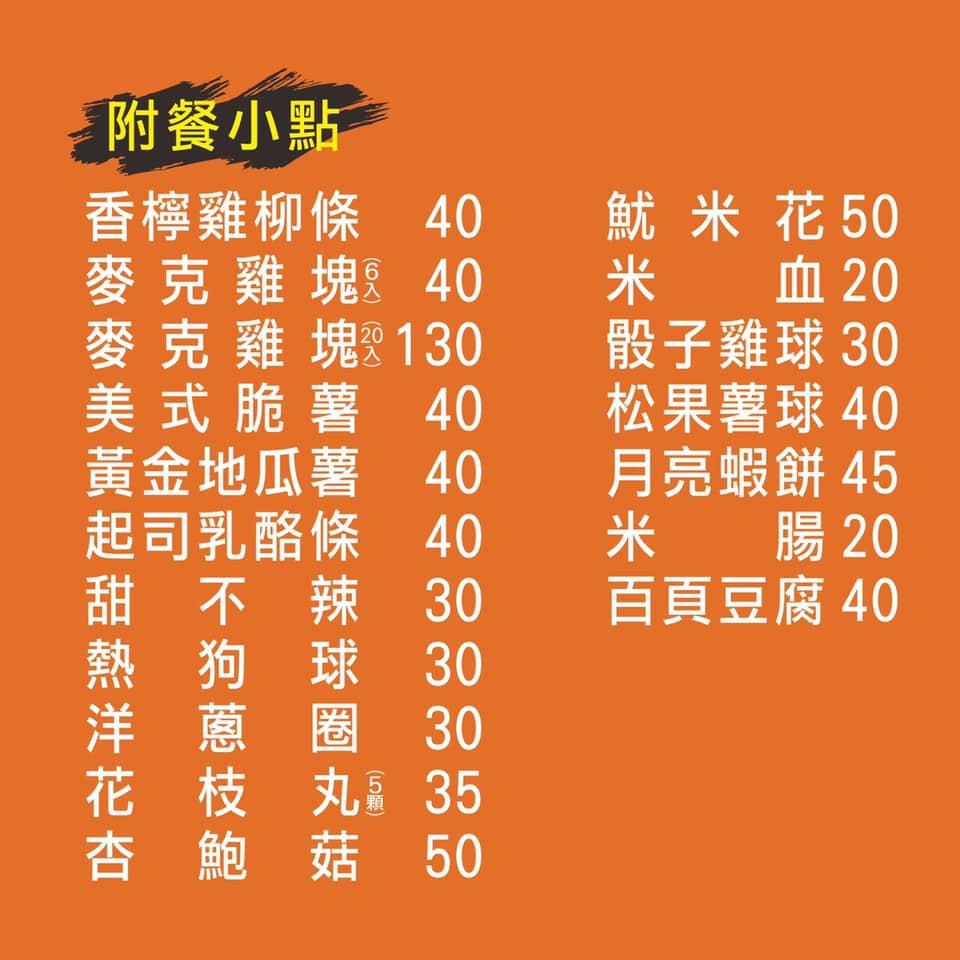 附餐小點
香檸雞柳條 40
麥克雞塊(6入) 40
麥克雞塊(20入) 130
美式脆薯 40
黃金地瓜薯 40
起司乳酪條 40
甜不辣 30
熱狗球 30
洋蔥圈 30
花枝丸(5顆) 35
杏鮑菇 50
魷米花 50
米血 20
骰子雞球 30
松果薯球 40
月亮蝦餅 45
米腸 20
百頁豆腐 40